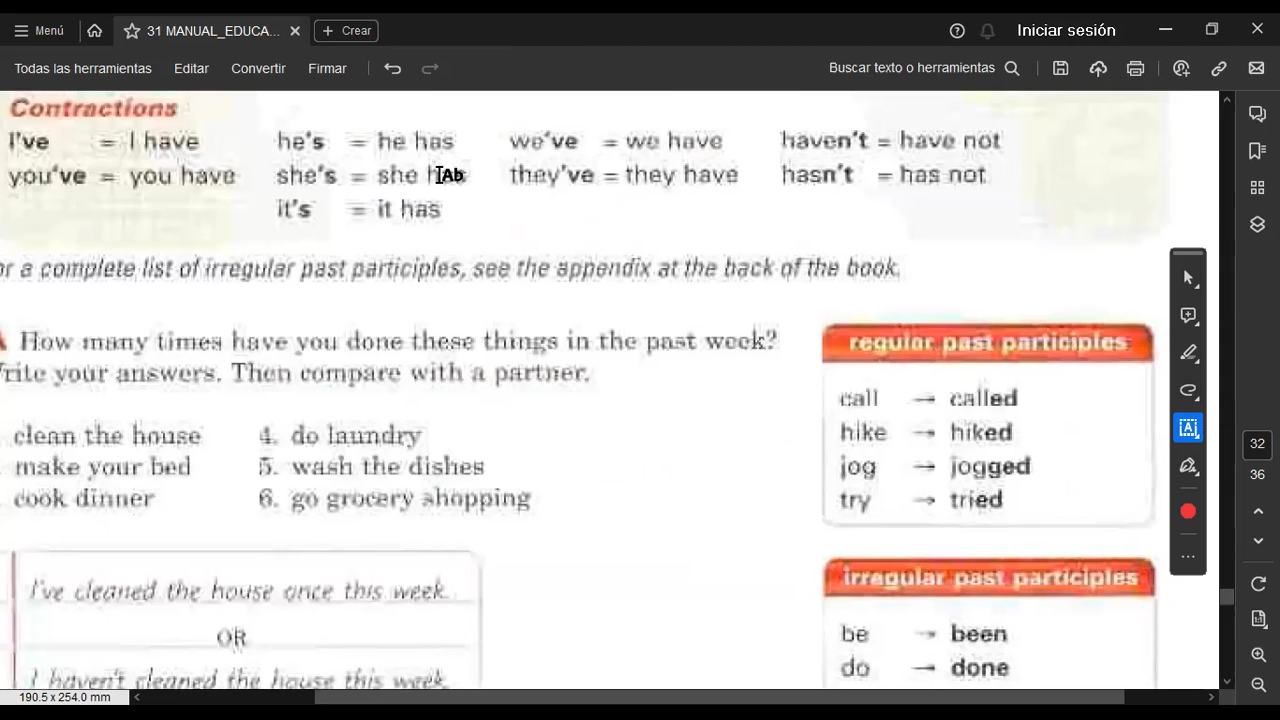 Menú
31 MANUAL_EDUCA...
Crear
Iniciar sesión
Todas las herramientas
Editar
Convertir
Firmar
Buscar texto o herramientas
Contractions
I've = I have he's = he has we've = we have haven't = have not
you've = you have she's = she has they've = they have hasn't = has not
it's = it has
or a complete list of irregular past participles, see the appendix at the back of the book.
A How many times have you done these things in the past week?
rite your answers. Then compare with a partner.
clean the house 4. do laundry
make your bed 5. wash the dishes
cook dinner 6. go grocery shopping
I've cleaned the house once this week.
OR
I haven't cleaned the house this week.
regular past participles
call → called
hike → hiked
jog → jogged
try → tried
irregular past participles
be → been
do → done
Ab
32
36
190.5 x 254.0 mm